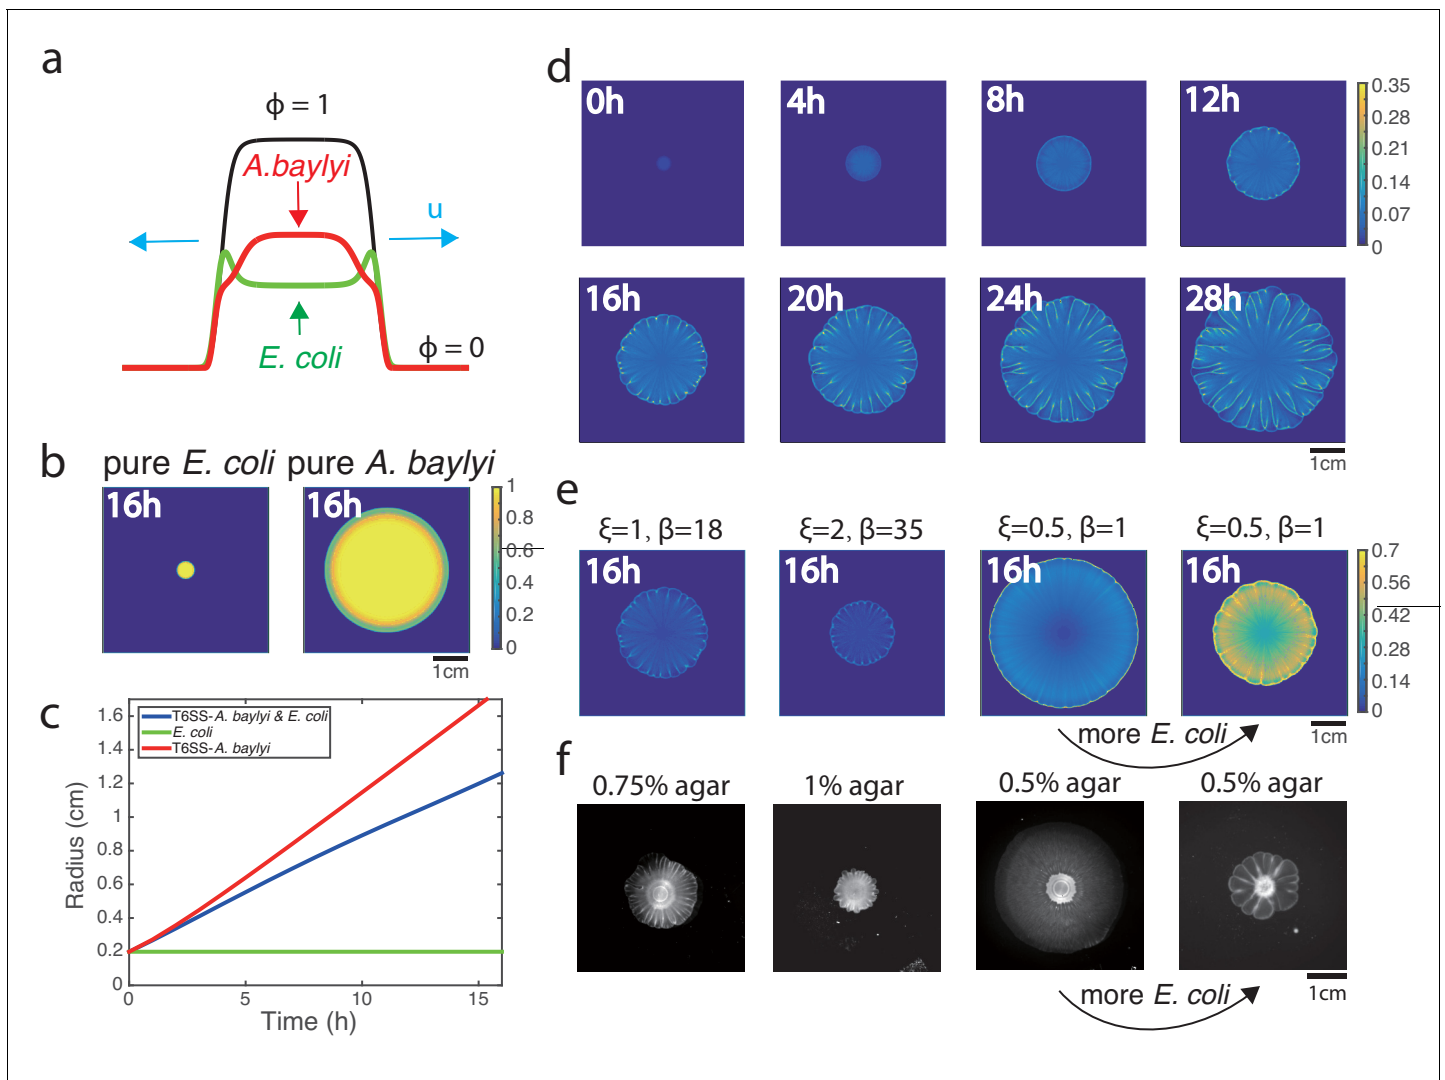 a
ϕ = 1
A.baylyi
u
E. coli
ϕ = 0
b
pure E. coli
pure A. baylyi
16h
16h
1
0.8
0.6
0.4
0.2
0
1cm
c
T6SS- A. baylyi & E. coli
E. coli
T6SS- A. baylyi
1.6
1.4
1.2
1
0.8
0.6
0.4
0.2
0
0
5
10
15
Radius (cm)
Time (h)
d
0h
4h
8h
12h
0.35
0.28
0.21
0.14
0.07
0
16h
20h
24h
28h
1cm
e
ξ=1, β=18
ξ=2, β=35
ξ=0.5, β=1
ξ=0.5, β=1
16h
16h
16h
16h
0.7
0.56
0.42
0.28
0.14
0
more E. coli
1cm
f
0.75% agar
1% agar
0.5% agar
0.5% agar
more E. coli
1cm